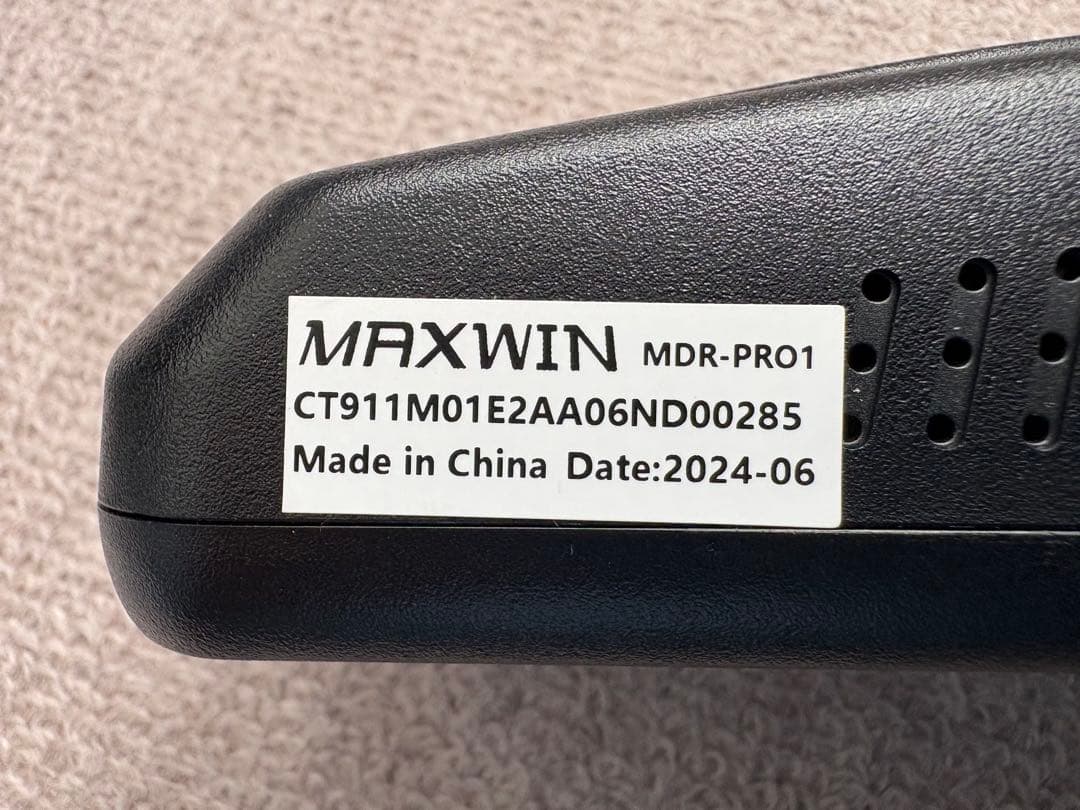 MAXWIN MDR-PRO1
CT911M01E2AA06ND00285
Made in China Date:2024-06